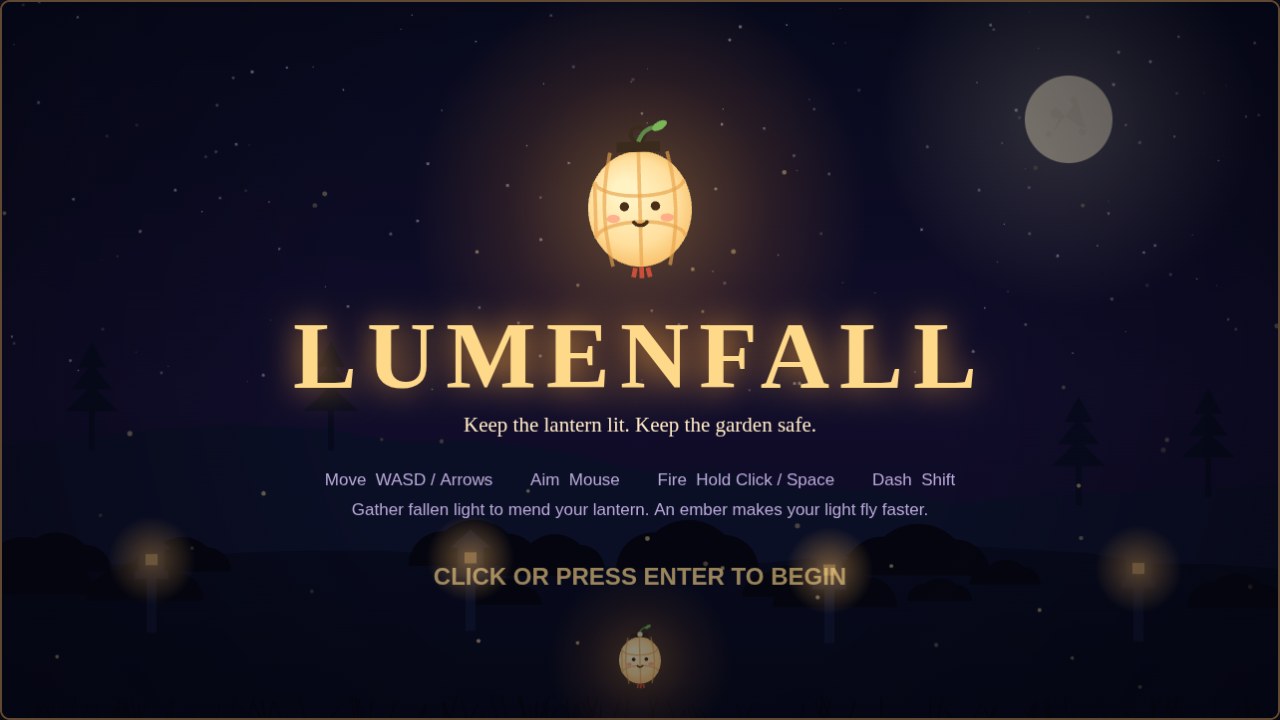 LUMENFALL
Keep the lantern lit. Keep the garden safe.
Move WASD / Arrows Aim Mouse Fire Hold Click / Space Dash Shift
Gather fallen light to mend your lantern. An ember makes your light fly faster.
CLICK OR PRESS ENTER TO BEGIN